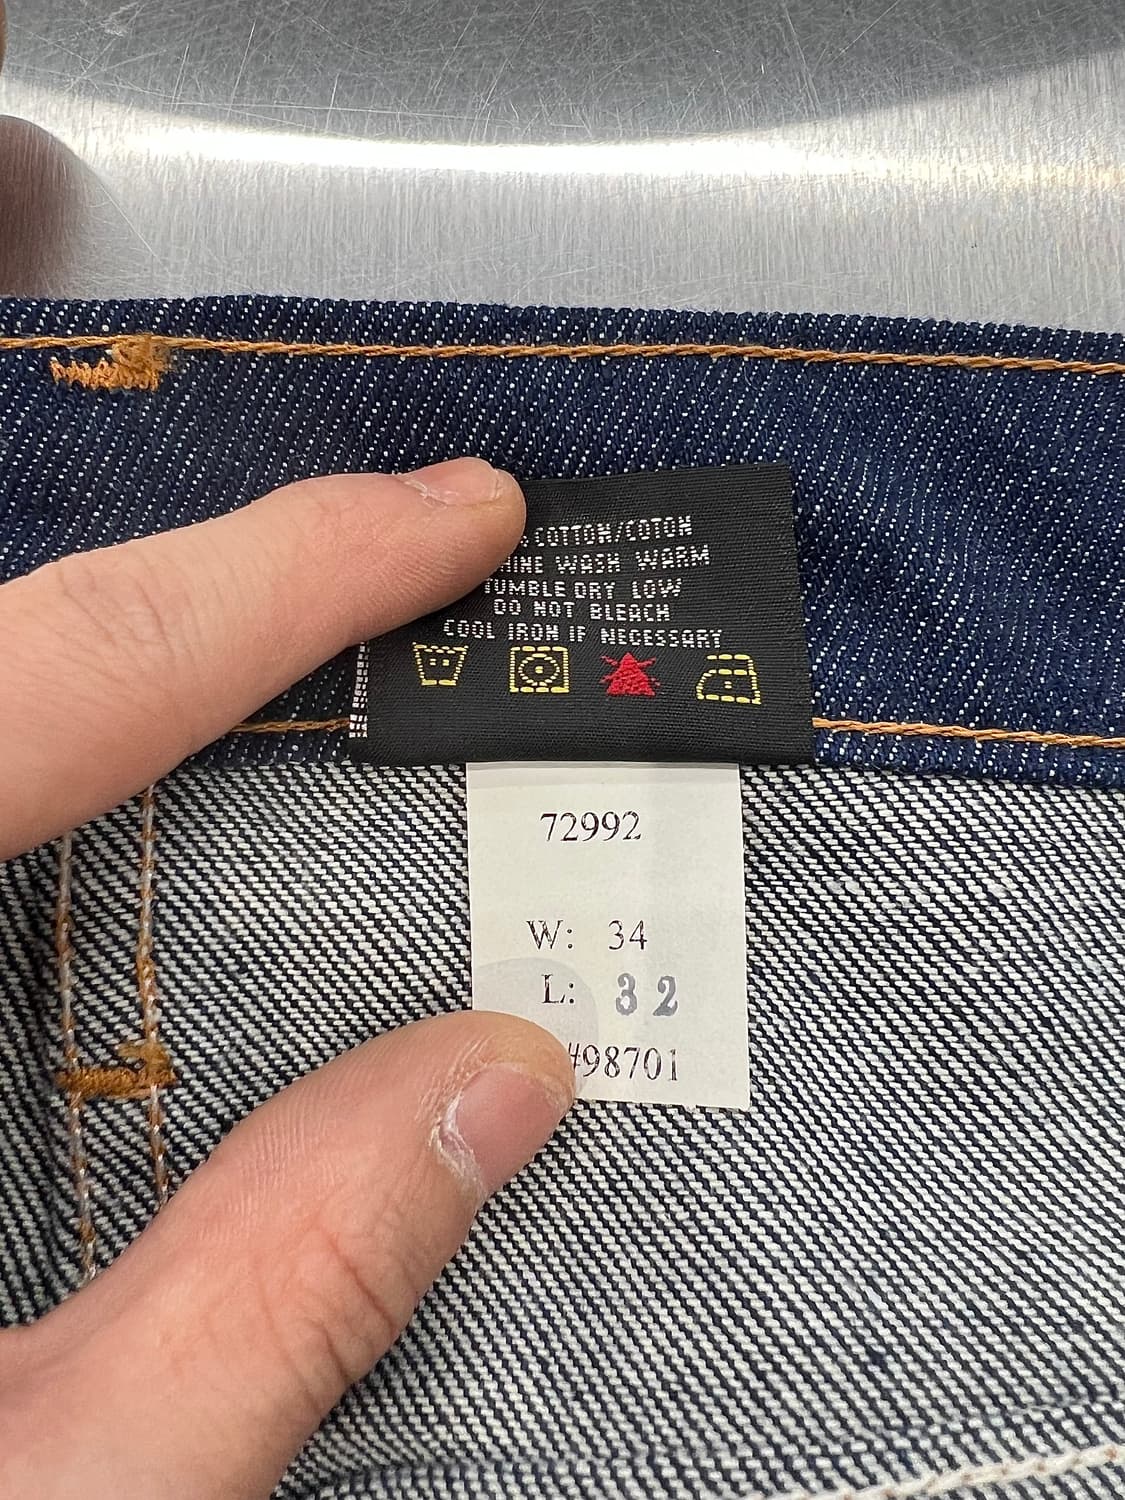 COTTON/COTON
WASH WARM
TUMBLE DRY LOW
DO NOT BLEACH
COOL IRON IF NECESSARY
72992
W: 34
L: 32
#98701